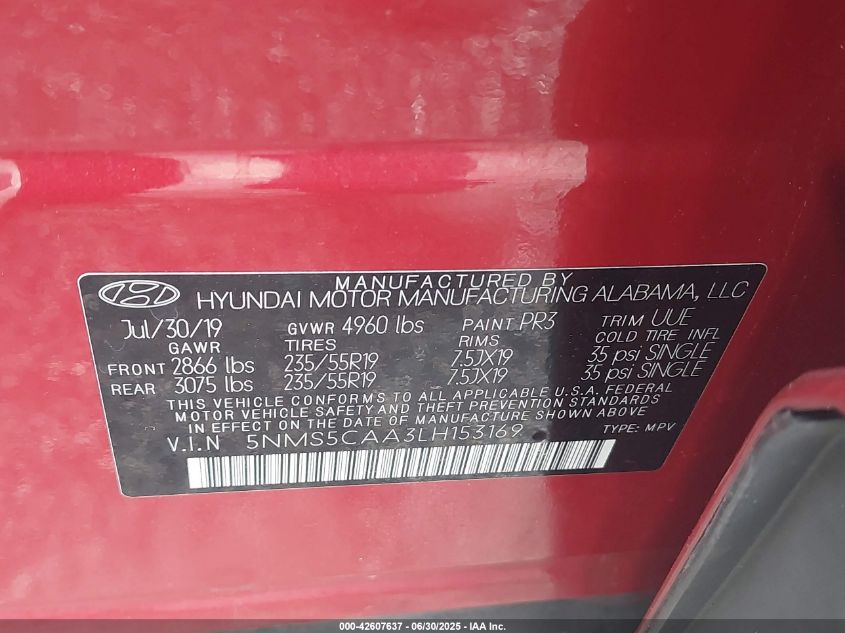 MANUFACTURED BY
HYUNDAI MOTOR MANUFACTURING ALABAMA, LLC
Jul/30/19 GVWR 4960 lbs PAINT PR3 TRIM UUE
GAWR TIRES RIMS COLD TIRE INFL
FRONT 2866 lbs 235/55R19 7.5JX19 35 psi SINGLE
REAR 3075 lbs 235/55R19 7.5JX19 35 psi SINGLE
THIS VEHICLE CONFORMS TO ALL APPLICABLE U.S.A. FEDERAL
MOTOR VEHICLE SAFETY AND THEFT PREVENTION STANDARDS
IN EFFECT ON THE DATE OF MANUFACTURE SHOWN ABOVE
V.I.N 5NMS5CAA3LH153169 TYPE: MPV
000-42607637 - 06/30/2025 - IAA Inc.